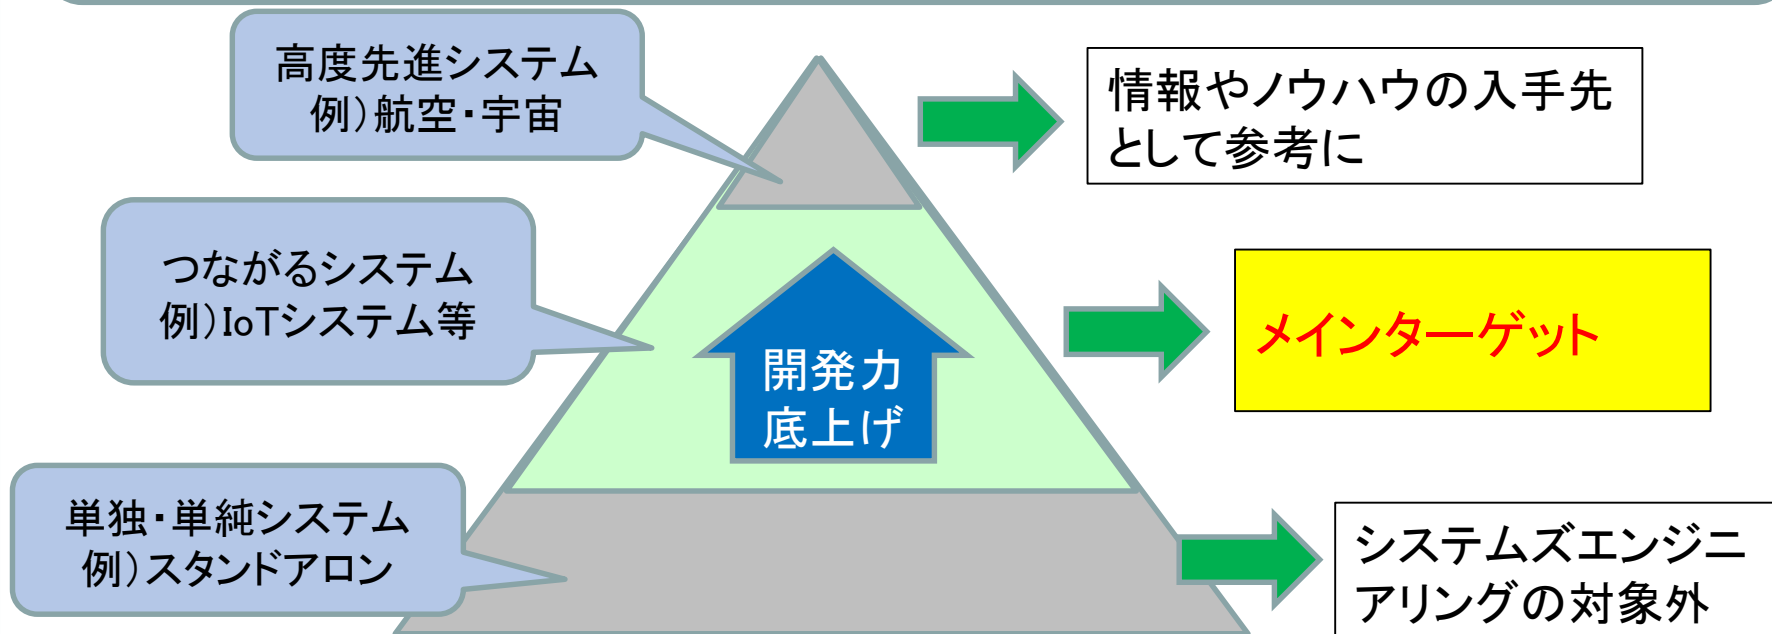 高度先進システム
例）航空・宇宙
情報やノウハウの入手先
として参考に
つながるシステム
例）IoTシステム等
メインターゲット
開発力
底上げ
単独・単純システム
例）スタンドアロン
システムズエンジニ
アリングの対象外